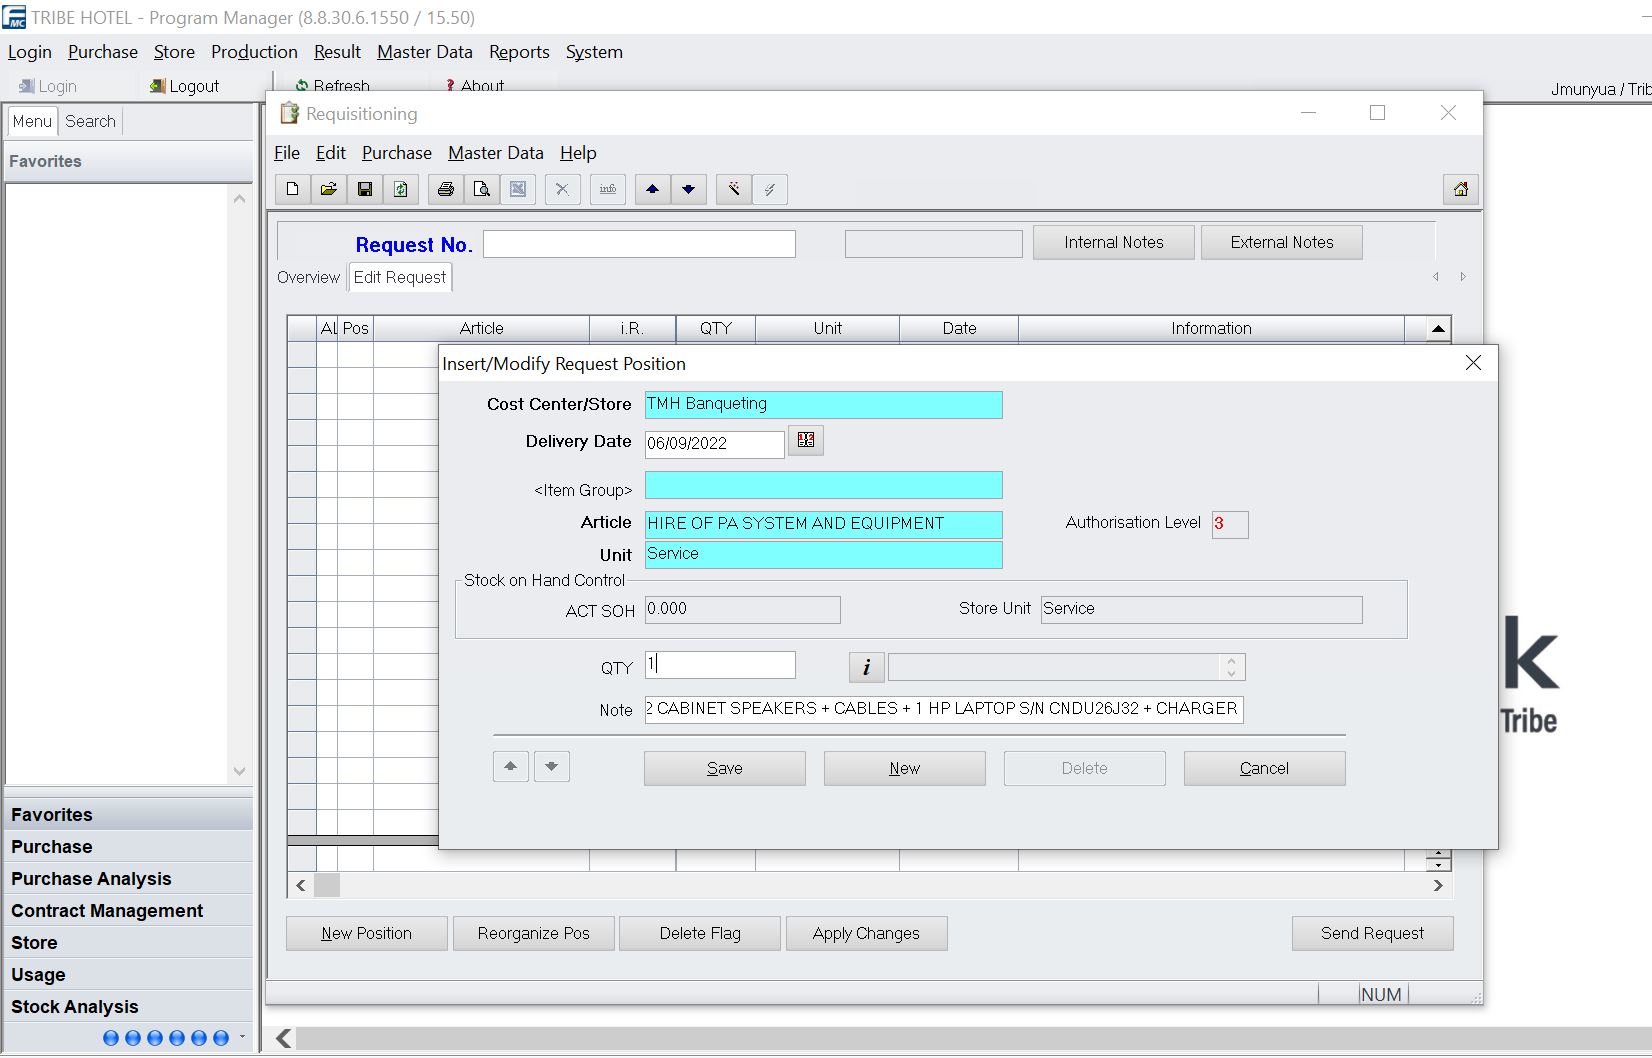 TRIBE HOTEL - Program Manager (8.8.30.6.1550 / 15.50)
Login Purchase Store Production Result Master Data Reports System
Login Logout Refresh ? About
Jmunyua / Trib
Menu Search
Favorites
Requisitioning
File Edit Purchase Master Data Help
info
Request No. Internal Notes External Notes
Overview Edit Request
AL Pos Article i.R. QTY Unit Date Information
Insert/Modify Request Position
Cost Center/Store TMH Banqueting
Delivery Date 06/09/2022
<Item Group>
Article HIRE OF PA SYSTEM AND EQUIPMENT Authorisation Level 3
Unit Service
Stock on Hand Control
ACT SOH 0.000 Store Unit Service
QTY 1 i
Note 2 CABINET SPEAKERS + CABLES + 1 HP LAPTOP S/N CNDU26J32 + CHARGER
Save New Delete Cancel
k
Tribe
Favorites
Purchase
Purchase Analysis
Contract Management
Store
Usage
Stock Analysis
New Position Reorganize Pos Delete Flag Apply Changes Send Request
NUM